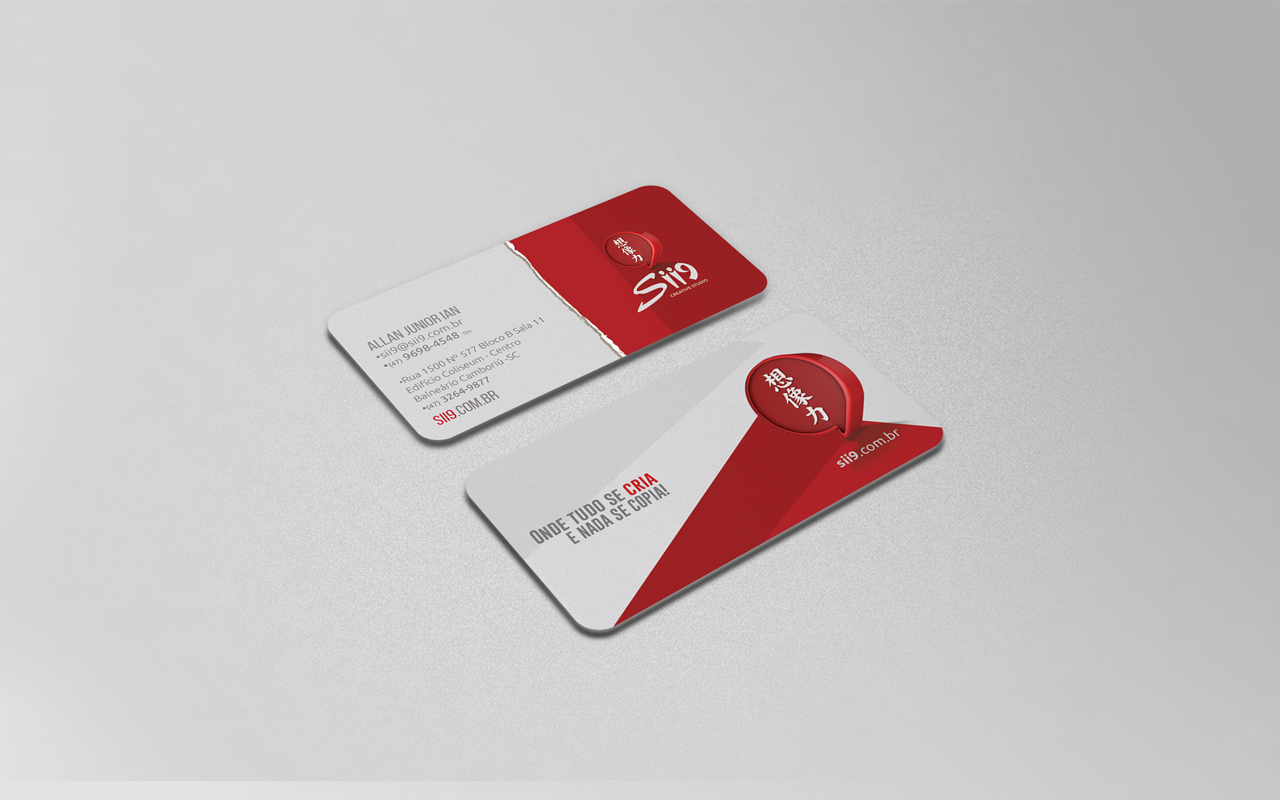 ALLAN JUNIOR IAN
•sii9@sii9.com.br
•(47) 9698-4548 Tim
•Rua 1500 Nº 577 Bloco B Sala 11
Edifício Coliseum - Centro
Balneário Camboriú -SC
•(47) 3264-9877
SII9.COM.BR
想像力
Sii9
CREATIVE STUDIO
想像力
sii9.com.br
ONDE TUDO SE CRIA
E NADA SE COPIA!